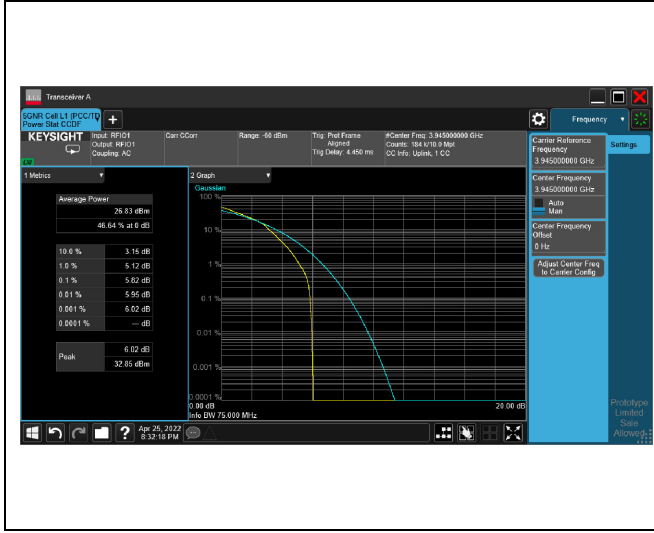 Transceiver A
5GNR Cell L1 (PCC/TD
Power Stat CCDF
Frequency
KEYSIGHT
Input: RFIO1
Output: RFIO1
Coupling: AC
Carr CCorr
Range: -60 dBm
Trig: Prot Frame
Aligned
Trig Delay: 4.450 ms
#Center Freq: 3.945000000 GHz
Counts: 184 k/10.0 Mpt
CC Info: Uplink, 1 CC
Carrier Reference
Frequency
3.945000000 GHz
Settings
Center Frequency
3.945000000 GHz
Auto
Man
Center Frequency
Offset
0 Hz
Adjust Center Freq
to Carrier Config
1 Metrics
Average Power
26.83 dBm
46.64 % at 0 dB
10.0 % 3.15 dB
1.0 % 5.12 dB
0.1 % 5.82 dB
0.01 % 5.95 dB
0.001 % 6.02 dB
0.0001 % --- dB
Peak
6.02 dB
32.85 dBm
2 Graph
Gaussian
100 %
10 %
1 %
0.1 %
0.01 %
0.001 %
0.0001 %
0.00 dB
20.00 dB
Info BW 75.000 MHz
Prototype
Limited
Sale
Allowed
?
Apr 25, 2022
8:32:18 PM